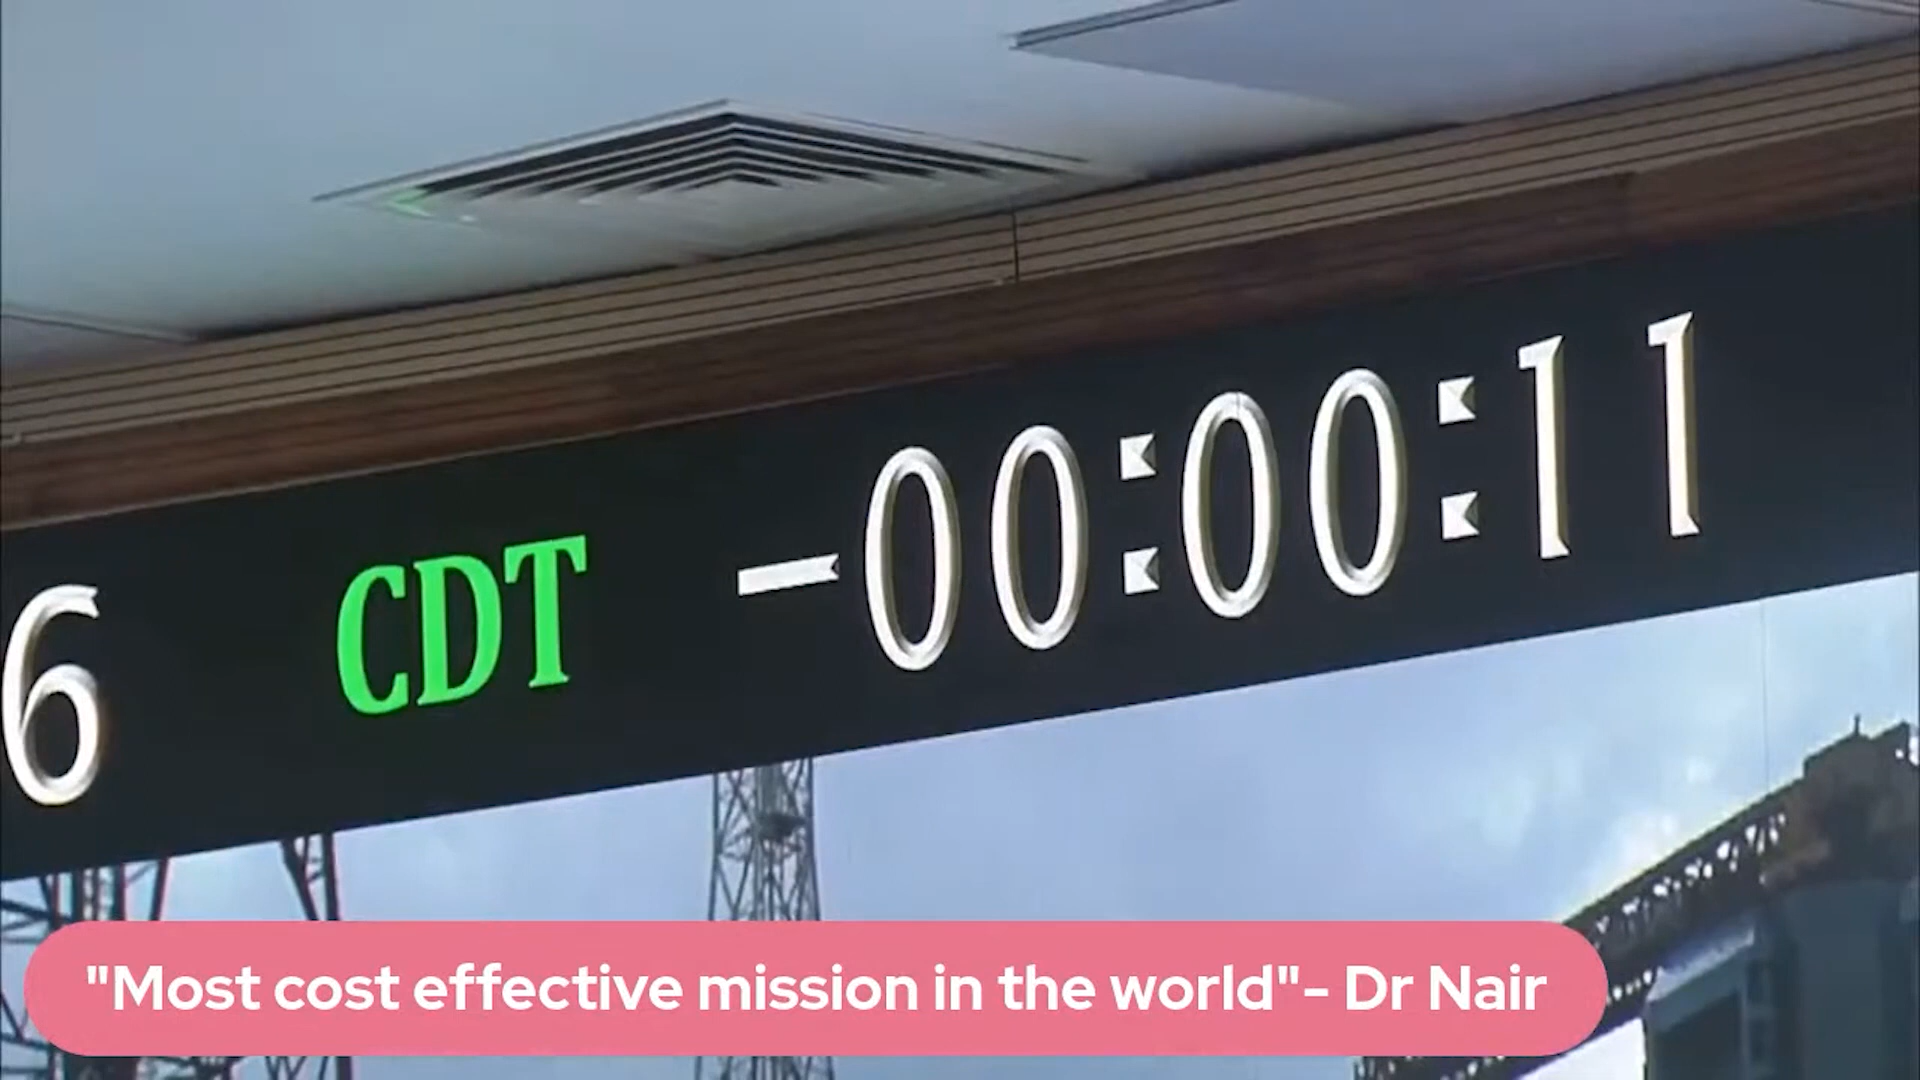 6 CDT -00:00:11
"Most cost effective mission in the world"- Dr Nair